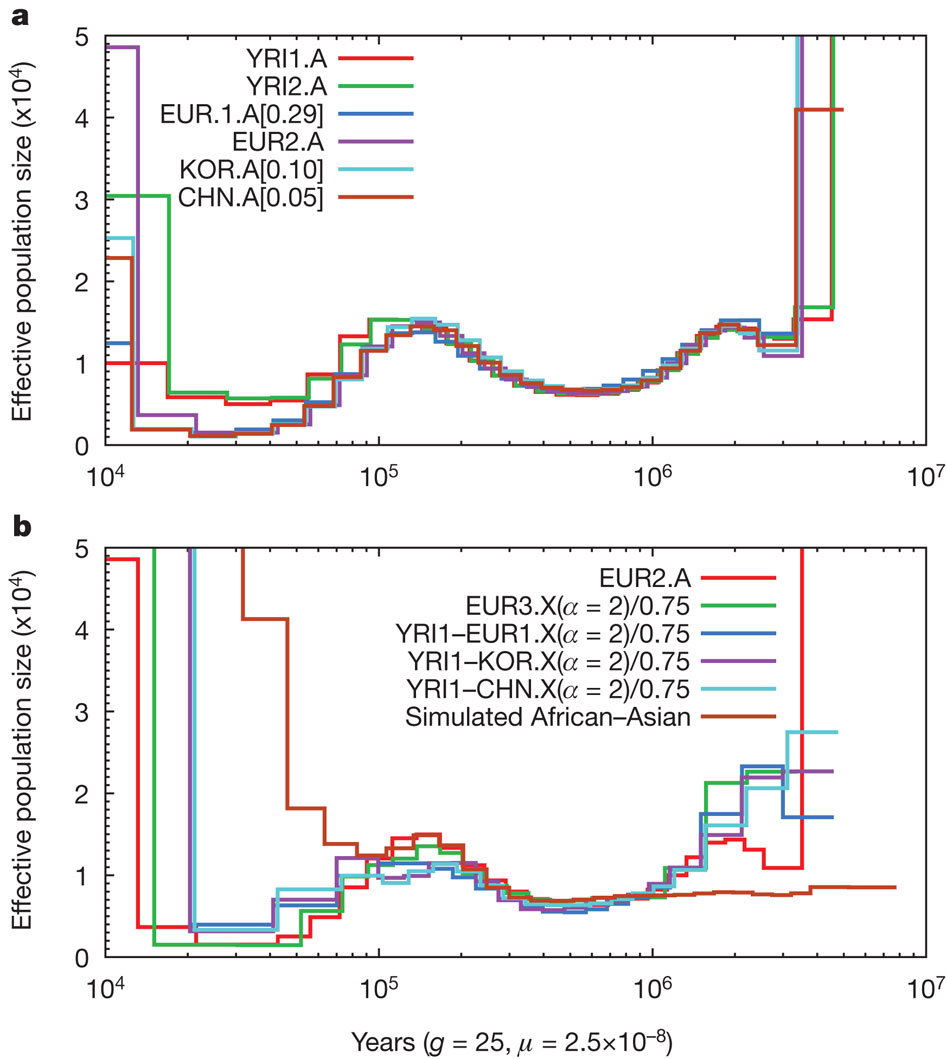 a
Effective population size (x10⁴)
5
4
3
2
1
0
YRI1.A
YRI2.A
EUR.1.A[0.29]
EUR2.A
KOR.A[0.10]
CHN.A[0.05]
10⁴ 10⁵ 10⁶ 10⁷
b
Effective population size (x10⁴)
5
4
3
2
1
0
EUR2.A
EUR3.X(α = 2)/0.75
YRI1–EUR1.X(α = 2)/0.75
YRI1–KOR.X(α = 2)/0.75
YRI1–CHN.X(α = 2)/0.75
Simulated African–Asian
10⁴ 10⁵ 10⁶ 10⁷
Years (g = 25, μ = 2.5×10⁻⁸)